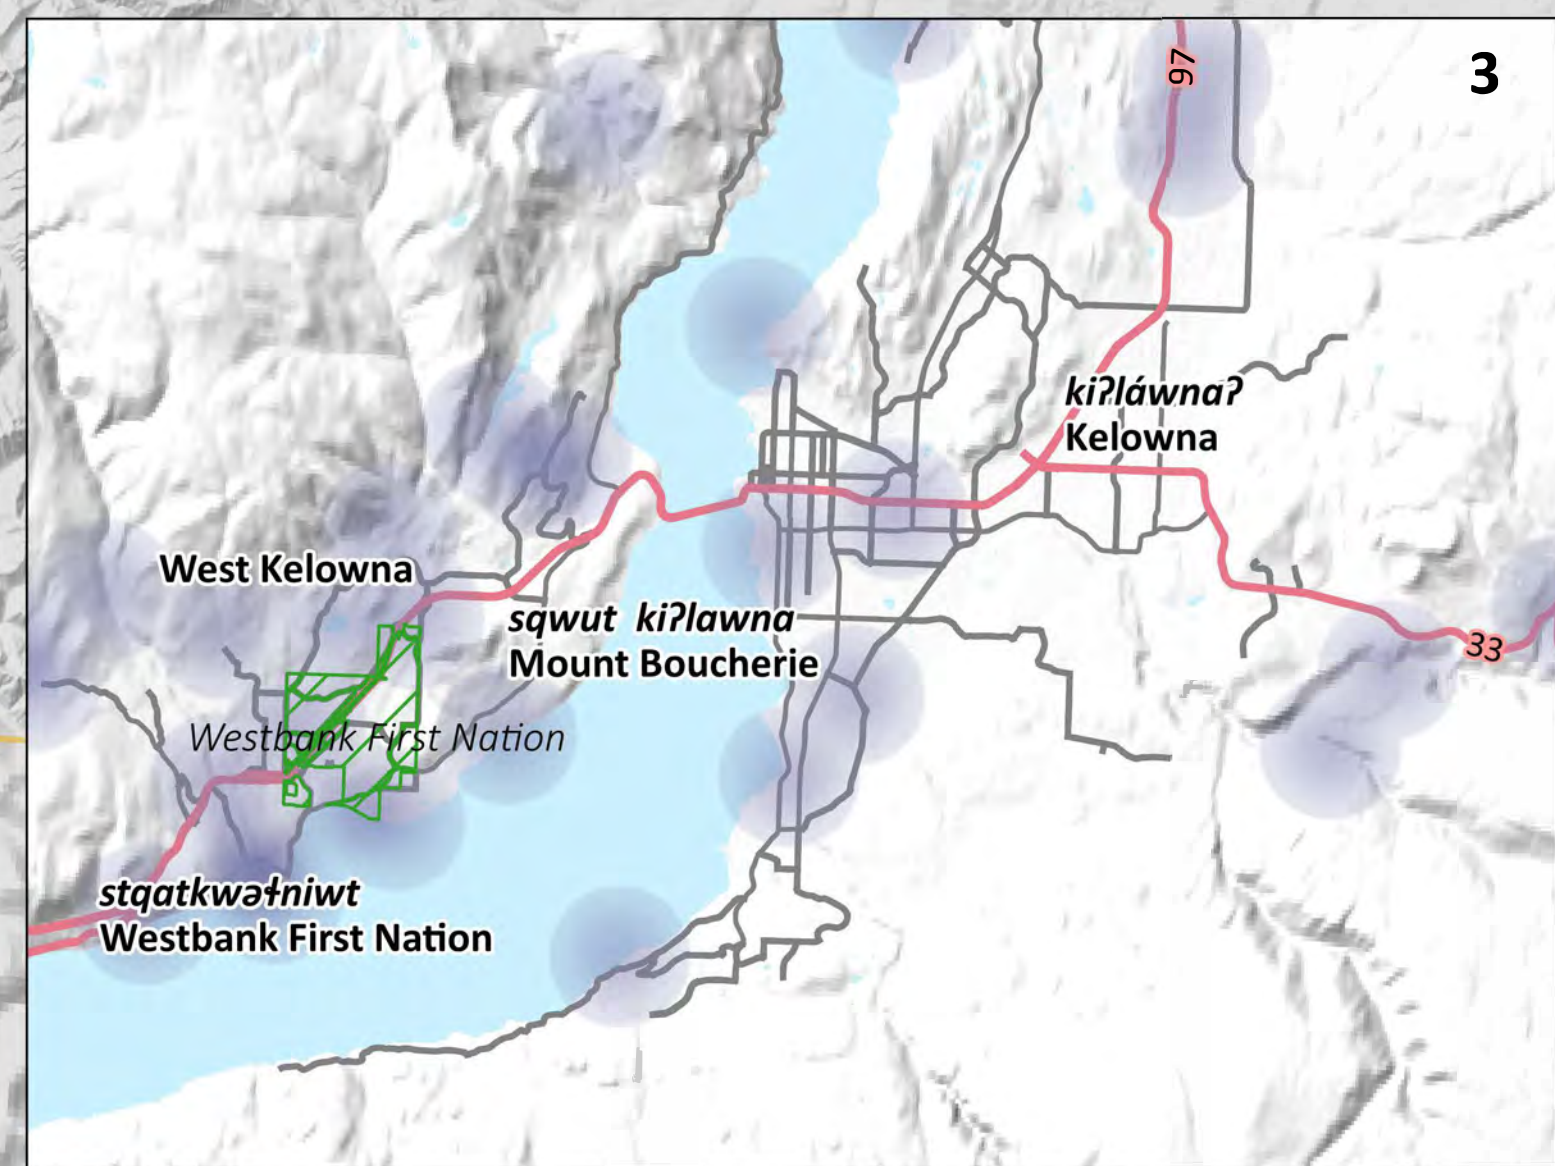 97
3
kiʔláwnaʔ
Kelowna
West Kelowna
sqwut kiʔlawna
Mount Boucherie
33
Westbank First Nation
stqatkwəɬniwt
Westbank First Nation